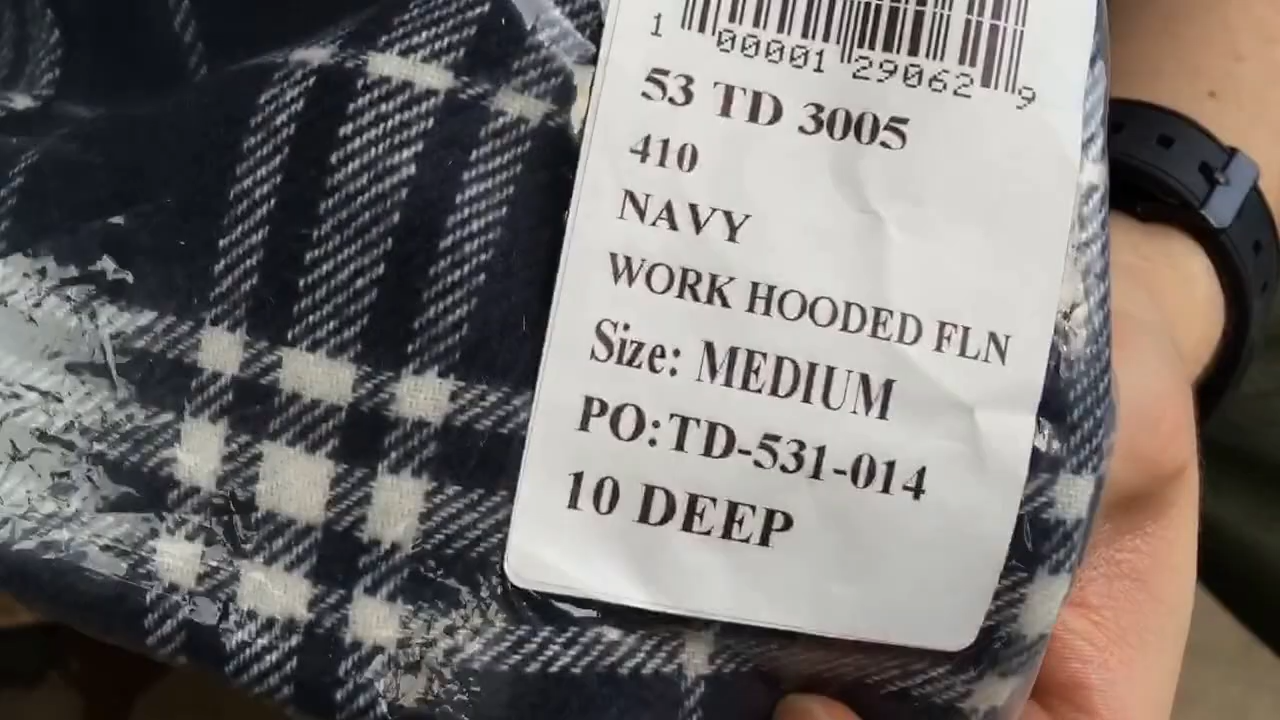 1 00001 29062 9
53 TD 3005
410
NAVY
WORK HOODED FLN
Size: MEDIUM
PO:TD-531-014
10 DEEP